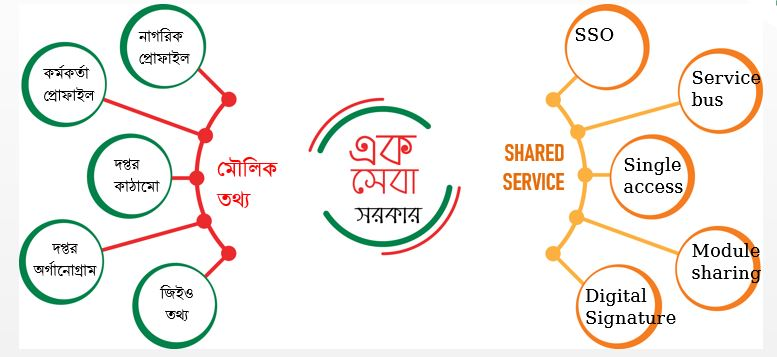 নাগরিক
প্রোফাইল
কর্মকর্তা
প্রোফাইল
দপ্তর
কাঠামো
দপ্তর
অর্গানোগ্রাম
জিইও
তথ্য
মৌলিক
তথ্য
এক
সেবা
সরকার
SHARED
SERVICE
SSO
Service
bus
Single
access
Module
sharing
Digital
Signature